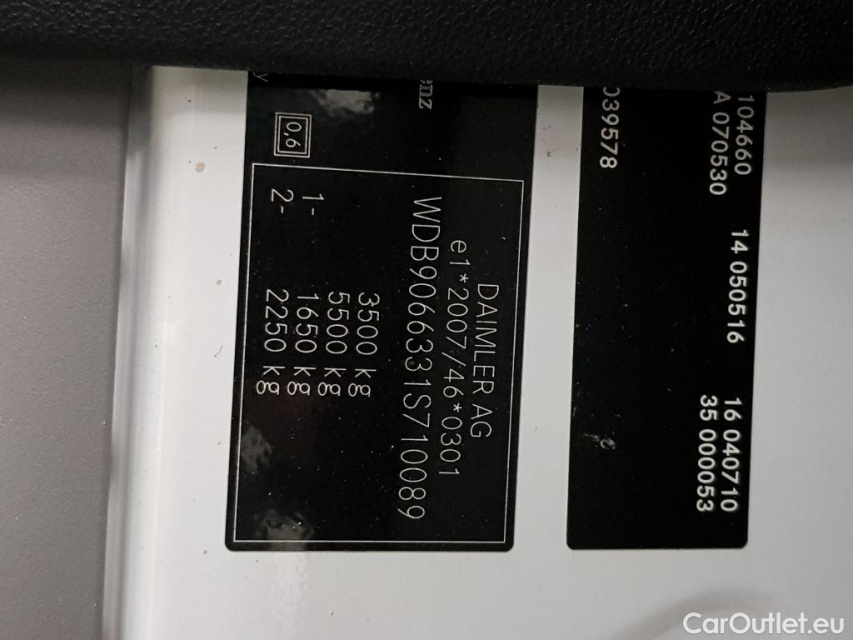 enz
y
0,6
DAIMLER AG
e1*2007/46*0301
WDB9066331S710089
3500 kg
5500 kg
1- 1650 kg
2- 2250 kg
104660 14 050516 16 040710
A 070530 35 000053
039578
CarOutlet.eu